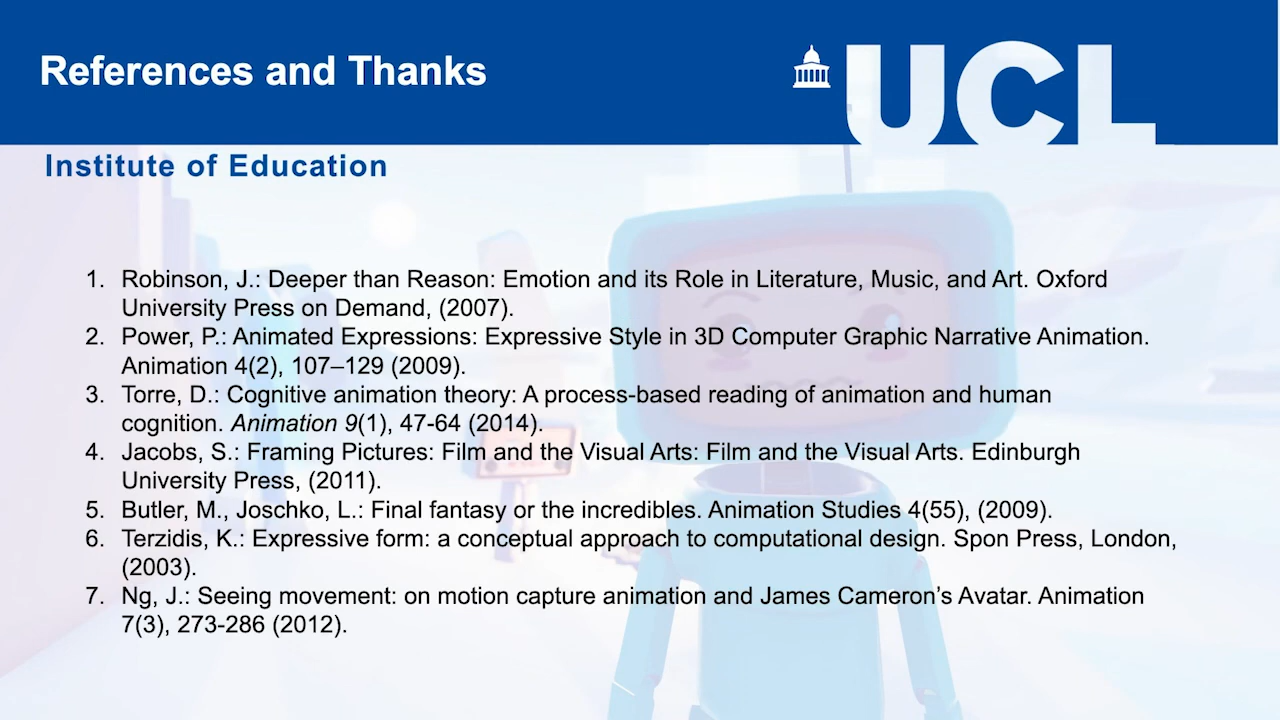 References and Thanks
UCL
Institute of Education
1. Robinson, J.: Deeper than Reason: Emotion and its Role in Literature, Music, and Art. Oxford
University Press on Demand, (2007).
2. Power, P.: Animated Expressions: Expressive Style in 3D Computer Graphic Narrative Animation.
Animation 4(2), 107–129 (2009).
3. Torre, D.: Cognitive animation theory: A process-based reading of animation and human
cognition. Animation 9(1), 47-64 (2014).
4. Jacobs, S.: Framing Pictures: Film and the Visual Arts: Film and the Visual Arts. Edinburgh
University Press, (2011).
5. Butler, M., Joschko, L.: Final fantasy or the incredibles. Animation Studies 4(55), (2009).
6. Terzidis, K.: Expressive form: a conceptual approach to computational design. Spon Press, London,
(2003).
7. Ng, J.: Seeing movement: on motion capture animation and James Cameron’s Avatar. Animation
7(3), 273-286 (2012).